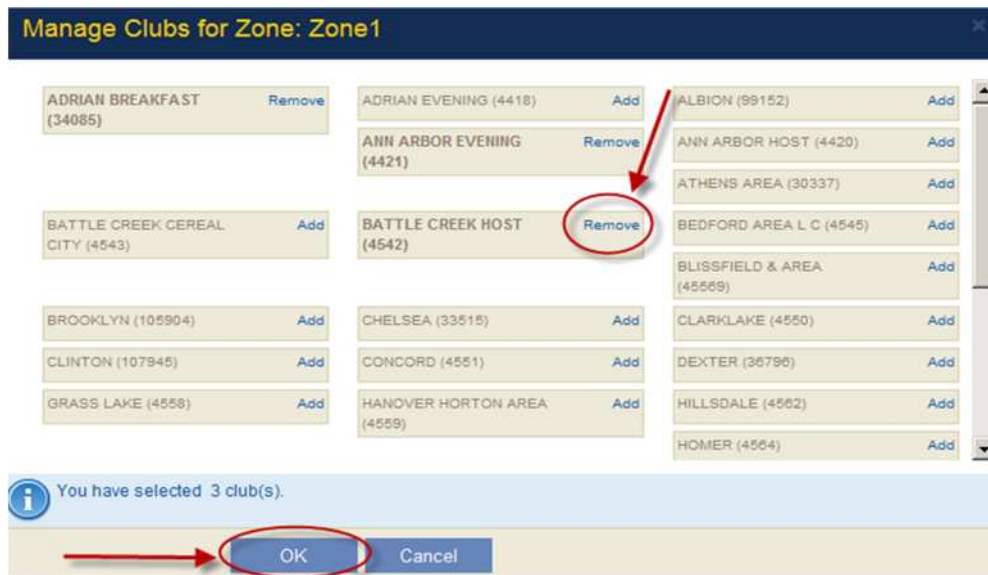 Manage Clubs for Zone: Zone1
ADRIAN BREAKFAST Remove
(34085)
ADRIAN EVENING (4418) Add
ALBION (99152) Add
ANN ARBOR EVENING Remove
(4421)
ANN ARBOR HOST (4420) Add
ATHENS AREA (30337) Add
BATTLE CREEK CEREAL Add
CITY (4543)
BATTLE CREEK HOST Remove
(4542)
BEDFORD AREA L C (4545) Add
BLISSFIELD & AREA Add
(45569)
BROOKLYN (105904) Add
CHELSEA (33515) Add
CLARKLAKE (4550) Add
CLINTON (107945) Add
CONCORD (4551) Add
DEXTER (36796) Add
GRASS LAKE (4558) Add
HANOVER HORTON AREA Add
(4559)
HILLSDALE (4562) Add
HOMER (4564) Add
You have selected 3 club(s).
OK
Cancel